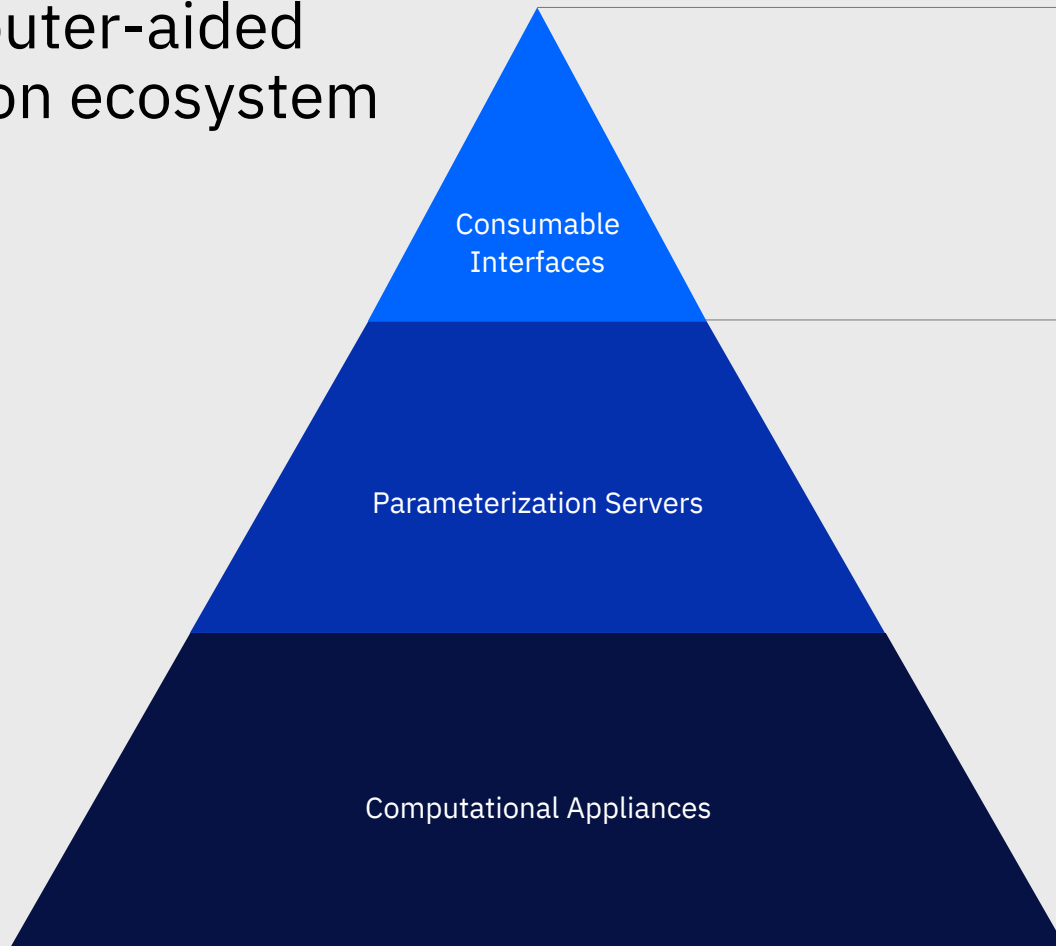 uter-aided
on ecosystem
Consumable
Interfaces
Parameterization Servers
Computational Appliances